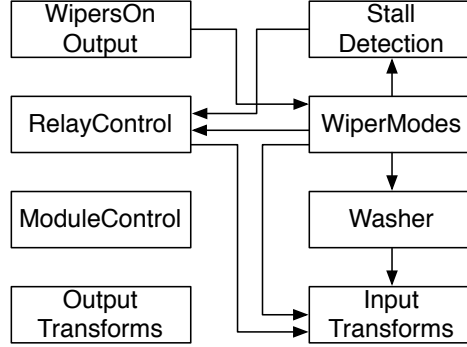 WipersOn
Output
Stall
Detection
RelayControl
WiperModes
ModuleControl
Washer
Output
Transforms
Input
Transforms